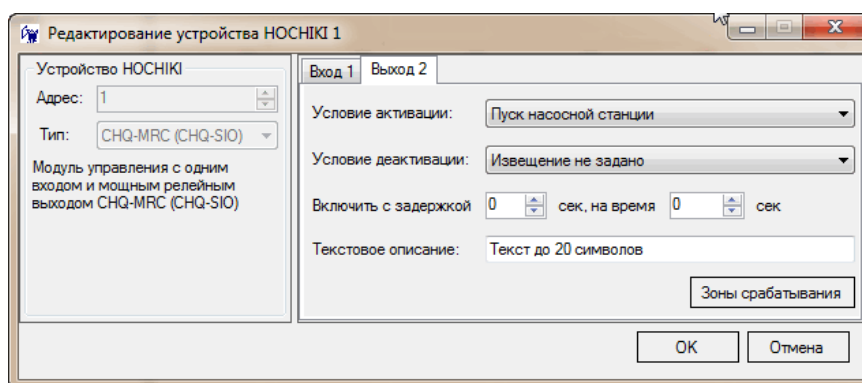 Редактирование устройства HOCHIKI 1
Устройство HOCHIKI
Адрес: 1
Тип: CHQ-MRC (CHQ-SIO)
Модуль управления с одним
входом и мощным релейным
выходом CHQ-MRC (CHQ-SIO)
Вход 1 Выход 2
Условие активации: Пуск насосной станции
Условие деактивации: Извещение не задано
Включить с задержкой 0 сек, на время 0 сек
Текстовое описание: Текст до 20 символов
Зоны срабатывания
OK Отмена